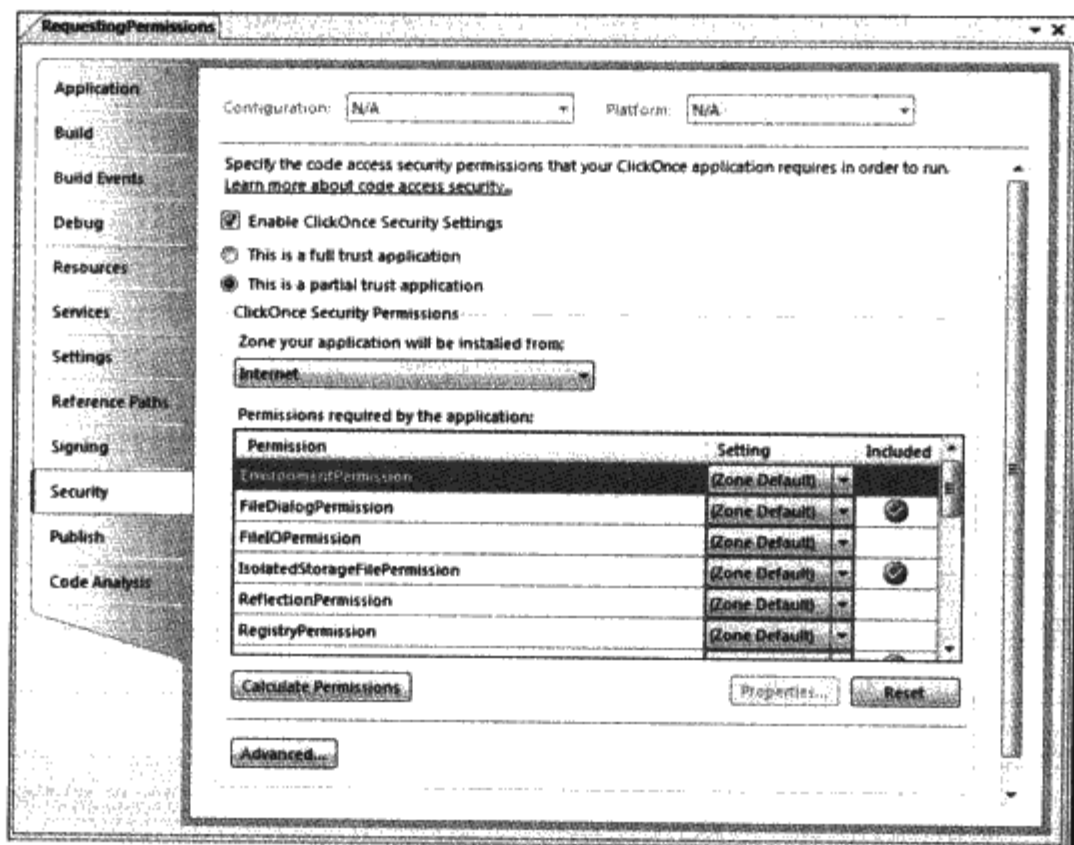 RequestingPermissions
Application
Build
Build Events
Debug
Resources
Services
Settings
Reference Paths
Signing
Security
Publish
Code Analysis
Configuration: N/A Platform: N/A
Specify the code access security permissions that your ClickOnce application requires in order to run.
Learn more about code access security...
Enable ClickOnce Security Settings
This is a full trust application
This is a partial trust application
ClickOnce Security Permissions
Zone your application will be installed from:
Internet
Permissions required by the application:
Permission Setting Included
EnvironmentPermission (Zone Default)
FileDialogPermission (Zone Default)
FileIOPermission (Zone Default)
IsolatedStorageFilePermission (Zone Default)
ReflectionPermission (Zone Default)
RegistryPermission (Zone Default)
Calculate Permissions Properties... Reset
Advanced...